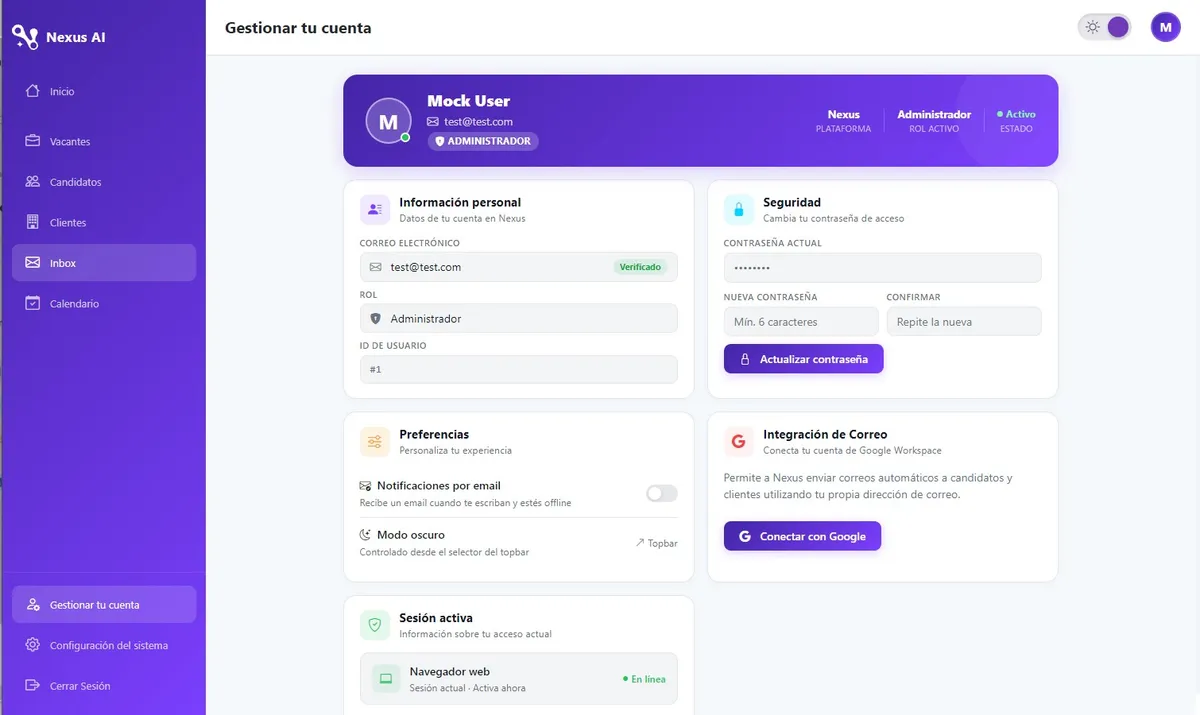 Nexus AI
Inicio
Vacantes
Candidatos
Clientes
Inbox
Calendario
Gestionar tu cuenta
Configuración del sistema
Cerrar Sesión
Gestionar tu cuenta
M
M
Mock User
test@test.com
ADMINISTRADOR
Nexus
PLATAFORMA
Administrador
ROL ACTIVO
Activo
ESTADO
Información personal
Datos de tu cuenta en Nexus
CORREO ELECTRÓNICO
test@test.com Verificado
ROL
Administrador
ID DE USUARIO
#1
Seguridad
Cambia tu contraseña de acceso
CONTRASEÑA ACTUAL
••••••••
NUEVA CONTRASEÑA CONFIRMAR
Mín. 6 caracteres Repite la nueva
Actualizar contraseña
Preferencias
Personaliza tu experiencia
Notificaciones por email
Recibe un email cuando te escriban y estés offline
Modo oscuro
Controlado desde el selector del topbar
Topbar
Integración de Correo
Conecta tu cuenta de Google Workspace
Permite a Nexus enviar correos automáticos a candidatos y
clientes utilizando tu propia dirección de correo.
G Conectar con Google
Sesión activa
Información sobre tu acceso actual
Navegador web
Sesión actual · Activa ahora
En línea